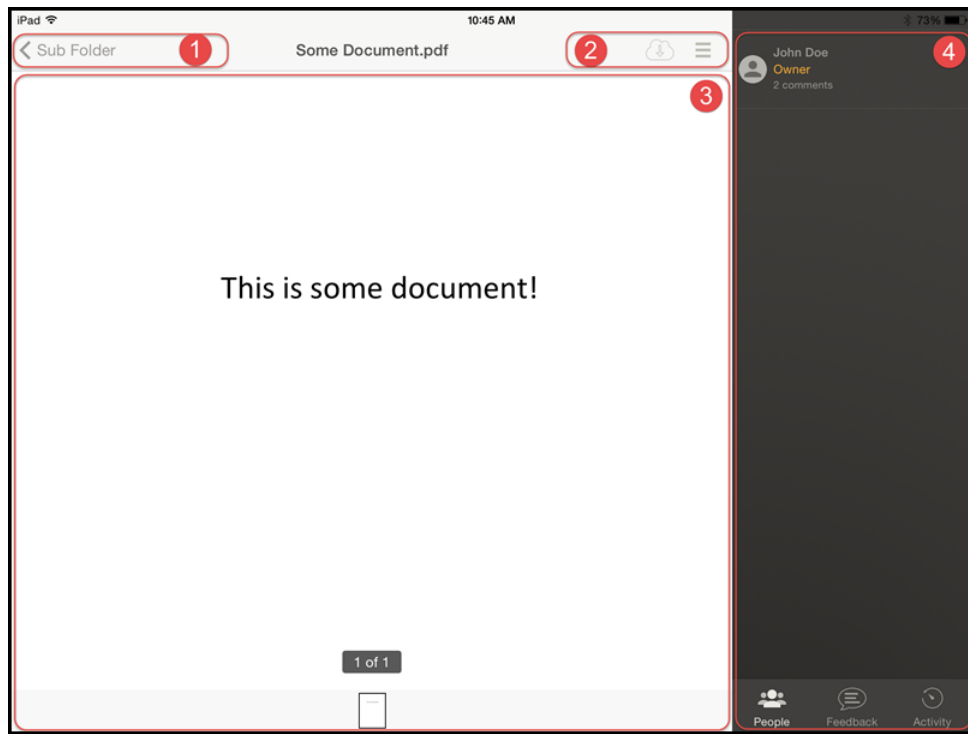 iPad 10:45 AM 73%
Sub Folder 1 Some Document.pdf 2
3
4
John Doe
Owner
2 comments
This is some document!
1 of 1
People Feedback Activity